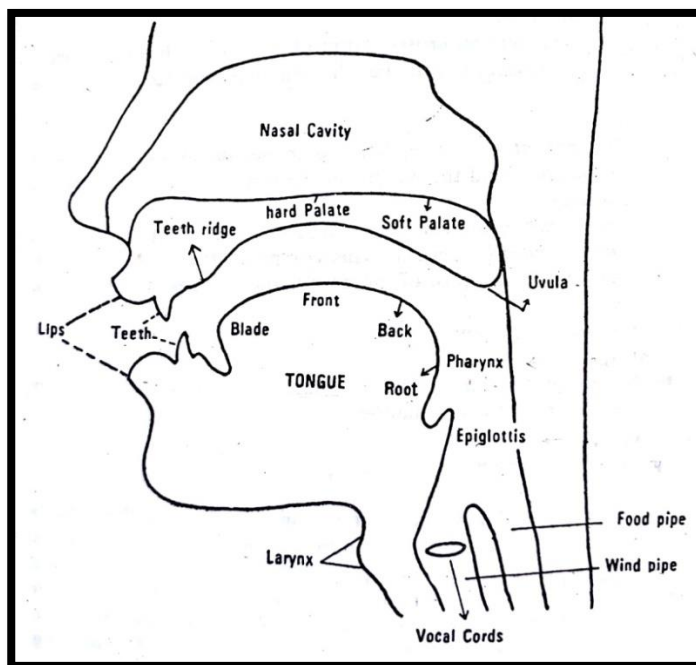 Nasal Cavity
hard Palate
Soft Palate
Teeth ridge
Uvula
Front
Lips
Teeth
Blade
Back
Pharynx
TONGUE
Root
Epiglottis
Food pipe
Larynx
Wind pipe
Vocal Cords